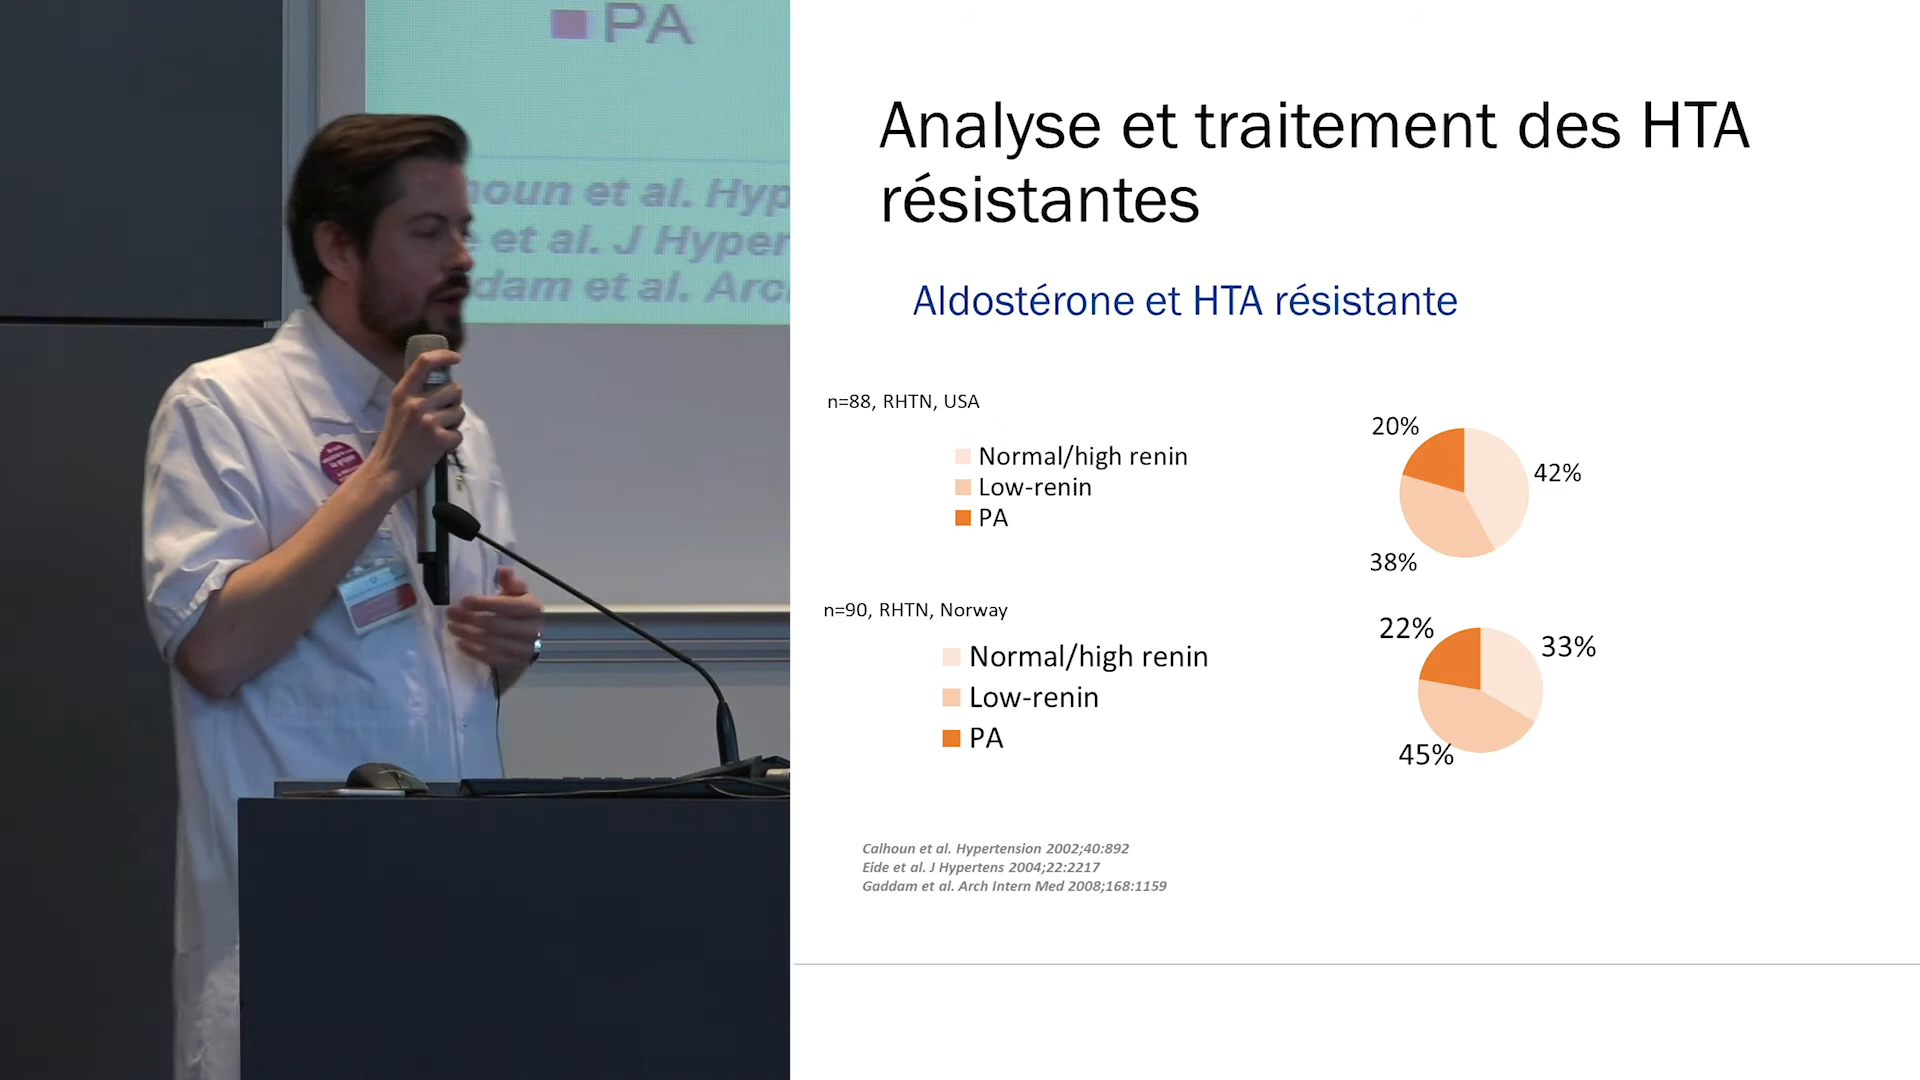 PA
houn et al. Hyp
et al. J Hyper
dam et al. Arc
Analyse et traitement des HTA
résistantes
Aldostérone et HTA résistante
n=88, RHTN, USA
Normal/high renin
Low-renin
PA
20%
42%
38%
n=90, RHTN, Norway
Normal/high renin
Low-renin
PA
22%
33%
45%
Calhoun et al. Hypertension 2002;40:892
Eide et al. J Hypertens 2004;22:2217
Gaddam et al. Arch Intern Med 2008;168:1159